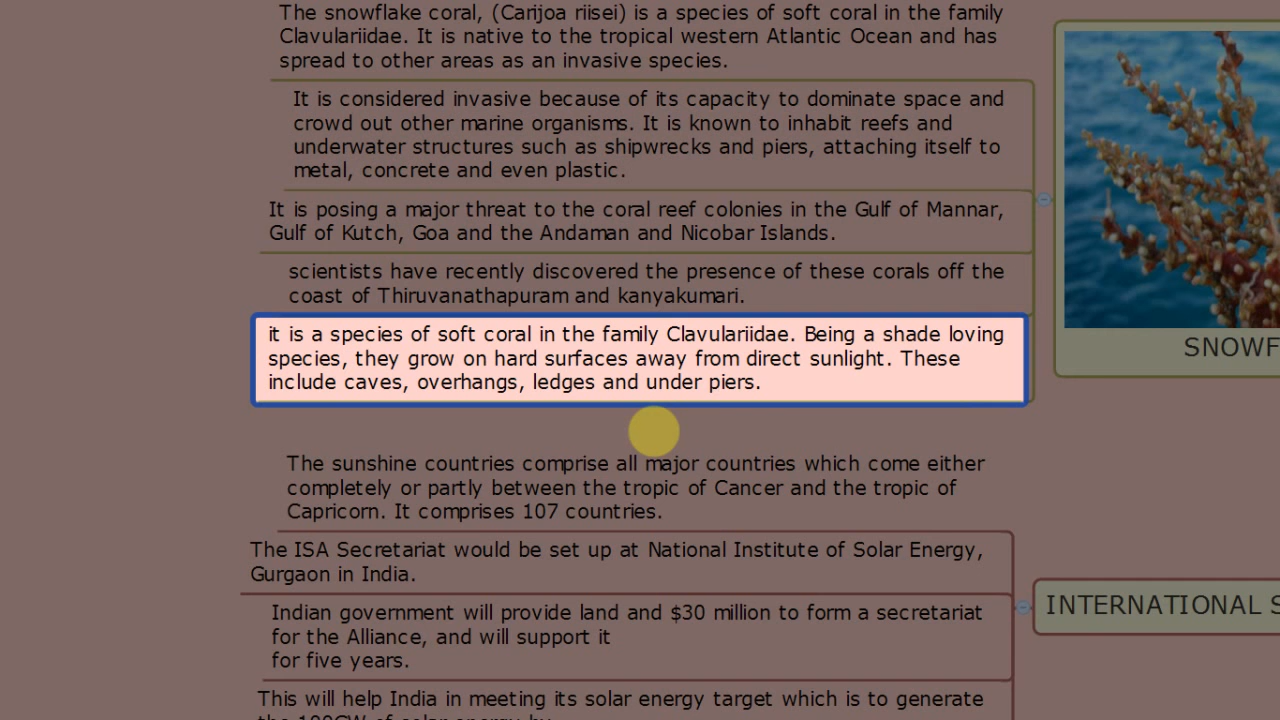 The snowflake coral, (Carijoa riisei) is a species of soft coral in the family
Clavulariidae. It is native to the tropical western Atlantic Ocean and has
spread to other areas as an invasive species.
It is considered invasive because of its capacity to dominate space and
crowd out other marine organisms. It is known to inhabit reefs and
underwater structures such as shipwrecks and piers, attaching itself to
metal, concrete and even plastic.
It is posing a major threat to the coral reef colonies in the Gulf of Mannar,
Gulf of Kutch, Goa and the Andaman and Nicobar Islands.
scientists have recently discovered the presence of these corals off the
coast of Thiruvanathapuram and kanyakumari.
it is a species of soft coral in the family Clavulariidae. Being a shade loving
species, they grow on hard surfaces away from direct sunlight. These
include caves, overhangs, ledges and under piers.
SNOWF
The sunshine countries comprise all major countries which come either
completely or partly between the tropic of Cancer and the tropic of
Capricorn. It comprises 107 countries.
The ISA Secretariat would be set up at National Institute of Solar Energy,
Gurgaon in India.
Indian government will provide land and $30 million to form a secretariat
for the Alliance, and will support it
for five years.
INTERNATIONAL S
This will help India in meeting its solar energy target which is to generate
the 100GW of solar energy by